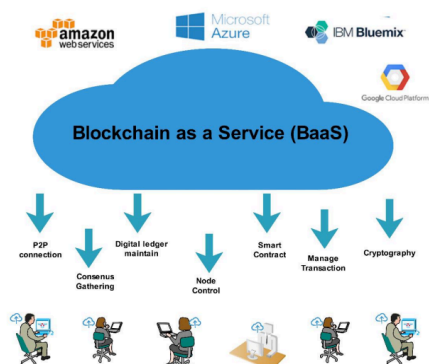 amazon
web services
Microsoft
Azure
IBM Bluemix
Google Cloud Platform
Blockchain as a Service (BaaS)
P2P
connection
Consenus
Gathering
Digital ledger
maintain
Node
Control
Smart
Contract
Manage
Transaction
Cryptography